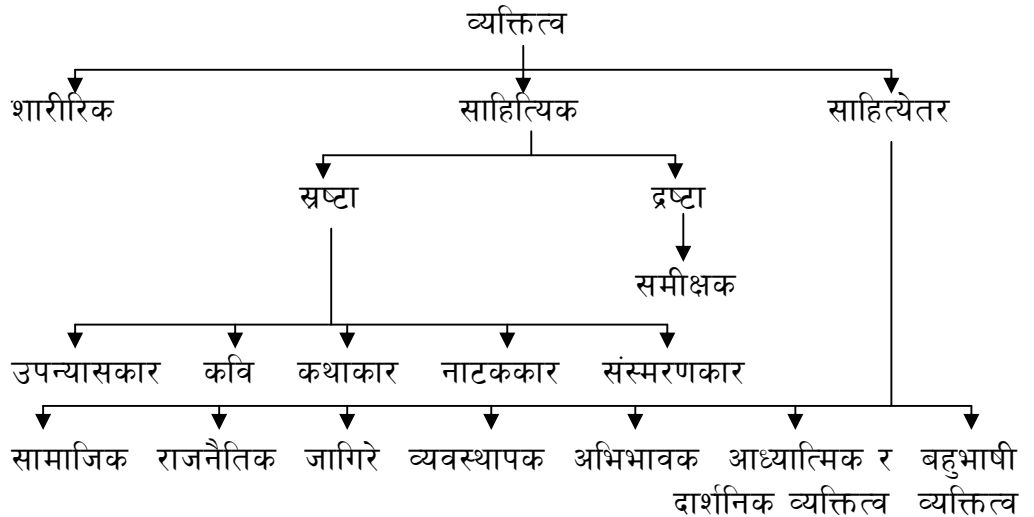 व्यक्तित्व
शारीरिक साहित्यिक साहित्येतर
स्रष्टा द्रष्टा
समीक्षक
उपन्यासकार कवि कथाकार नाटककार संस्मरणकार
सामाजिक राजनैतिक जागिरे व्यवस्थापक अभिभावक आध्यात्मिक र बहुभाषी
दार्शनिक व्यक्तित्व व्यक्तित्व